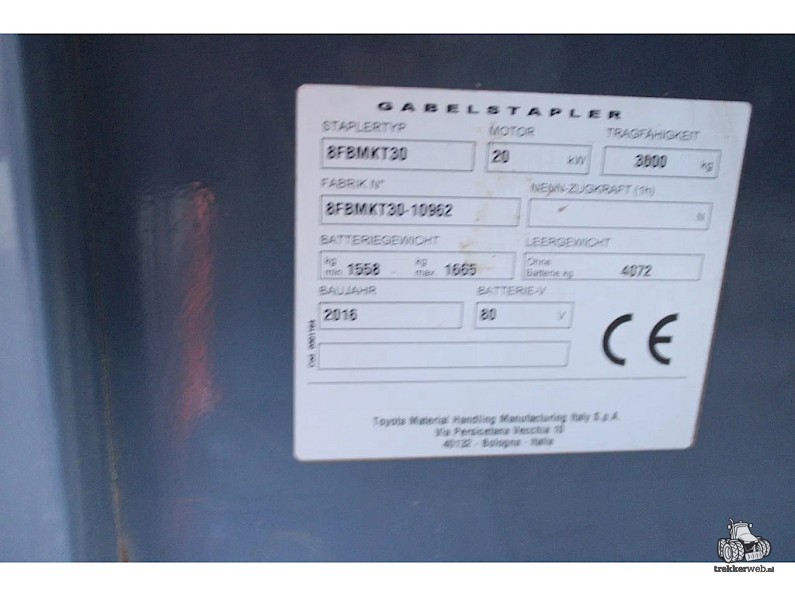 GABELSTAPLER
STAPLERTYP MOTOR TRAGFÄHIGKEIT
8FBMKT30 20 kW 3000 kg
FABRIK N° NENN-ZUGKRAFT (1h)
8FBMKT30-10962 N
BATTERIEGEWICHT LEERGEWICHT
kg min. 1558 kg max. 1665 Ohne Batterie kg 4072
BAUJAHR BATTERIE-V
2016 80 V
CE
Toyota Material Handling Manufacturing Italy S.p.A.
Via Persicetana Vecchia 10
40132 - Bologna - Italia
trekkerweb.nl